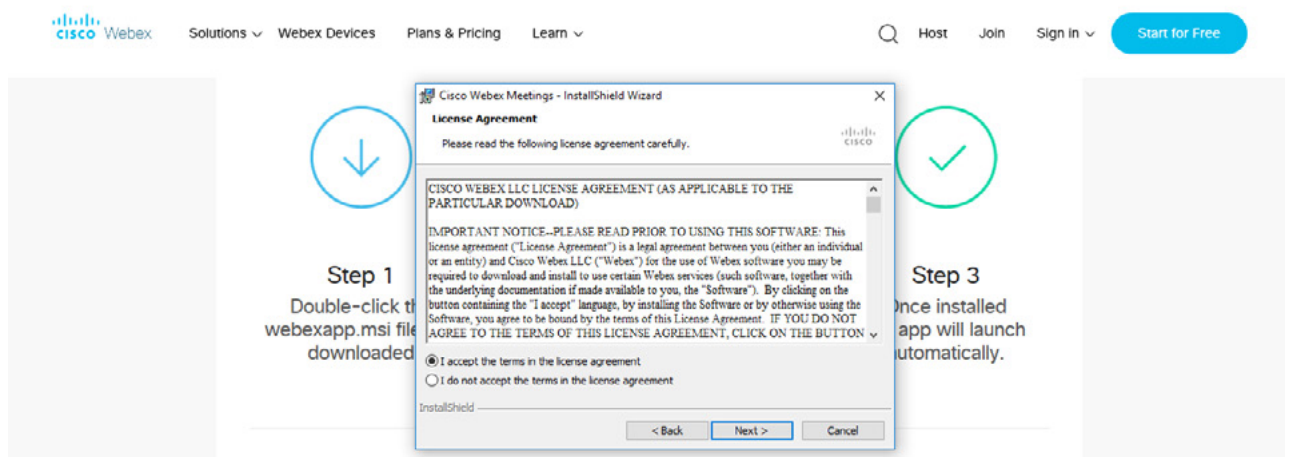 cisco Webex Solutions Webex Devices Plans & Pricing Learn Host Join Sign in Start for Free
Cisco Webex Meetings - InstallShield Wizard
License Agreement
Please read the following license agreement carefully.
cisco
CISCO WEBEX LLC LICENSE AGREEMENT (AS APPLICABLE TO THE
PARTICULAR DOWNLOAD)
IMPORTANT NOTICE--PLEASE READ PRIOR TO USING THIS SOFTWARE: This
license agreement ("License Agreement") is a legal agreement between you (either an individual
or an entity) and Cisco Webex LLC ("Webex") for the use of Webex software you may be
required to download and install to use certain Webex services (such software, together with
the underlying documentation if made available to you, the "Software"). By clicking on the
button containing the "I accept" language, by installing the Software or by otherwise using the
Software, you agree to be bound by the terms of this License Agreement. IF YOU DO NOT
AGREE TO THE TERMS OF THIS LICENSE AGREEMENT, CLICK ON THE BUTTON
I accept the terms in the license agreement
I do not accept the terms in the license agreement
InstallShield
< Back Next > Cancel
Step 1
Double-click
webexapp.msi
downloaded
Step 3
installed
app will launch